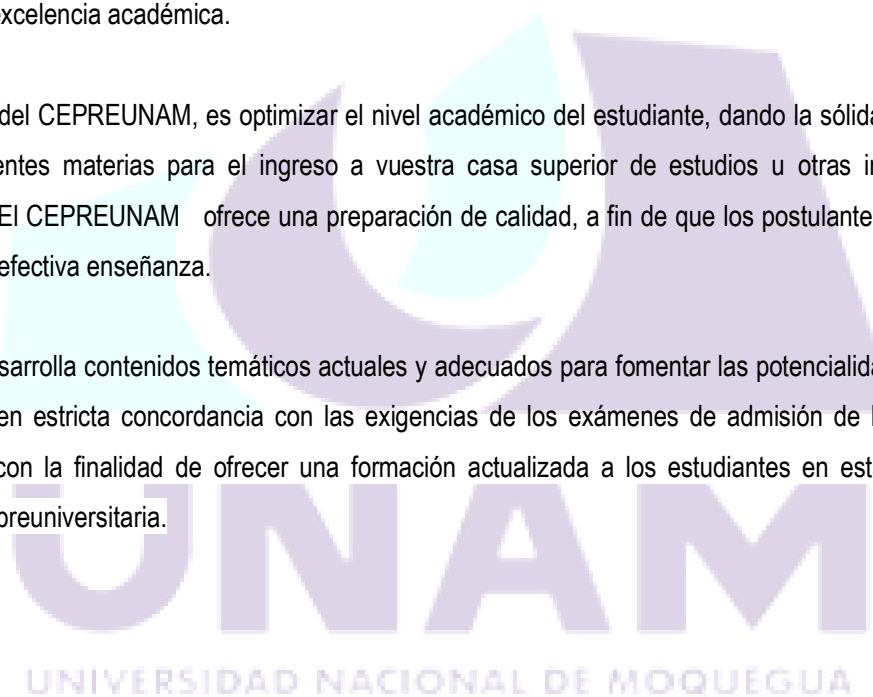 excelencia académica.
del CEPREUNAM, es optimizar el nivel académico del estudiante, dando la sólida
entes materias para el ingreso a vuestra casa superior de estudios u otras in
El CEPREUNAM ofrece una preparación de calidad, a fin de que los postulante
efectiva enseñanza.
sarrolla contenidos temáticos actuales y adecuados para fomentar las potencialida
en estricta concordancia con las exigencias de los exámenes de admisión de l
con la finalidad de ofrecer una formación actualizada a los estudiantes en est
preuniversitaria.
UNAM
UNIVERSIDAD NACIONAL DE MOQUEGUA